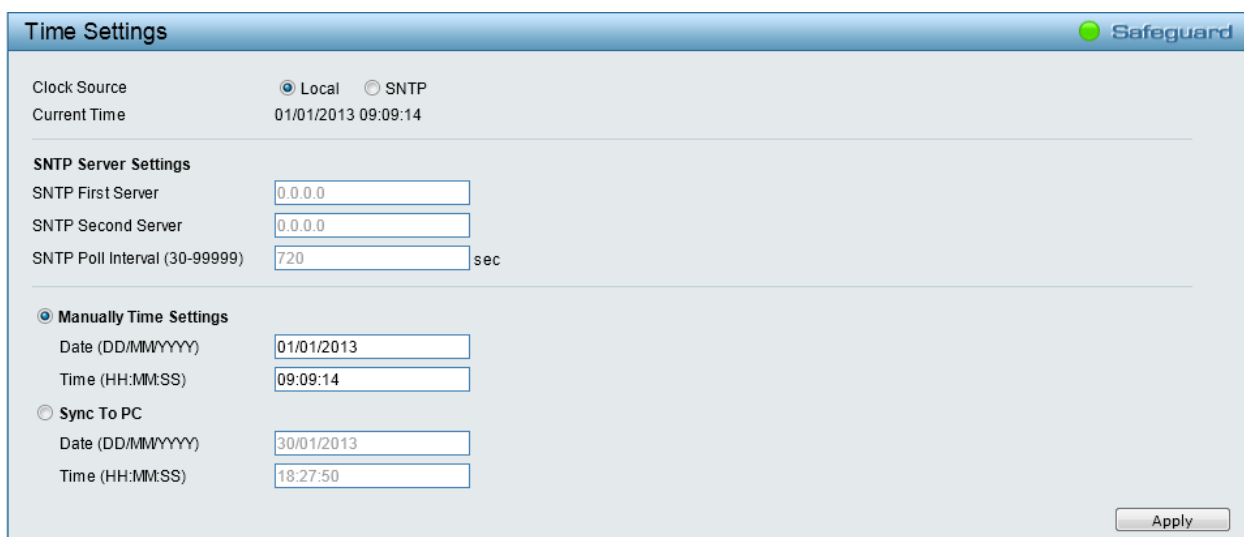 Time Settings Safeguard
Clock Source Local SNTP
Current Time 01/01/2013 09:09:14
SNTP Server Settings
SNTP First Server 0.0.0.0
SNTP Second Server 0.0.0.0
SNTP Poll Interval (30-99999) 720 sec
Manually Time Settings
Date (DD/MM/YYYY) 01/01/2013
Time (HH:MM:SS) 09:09:14
Sync To PC
Date (DD/MM/YYYY) 30/01/2013
Time (HH:MM:SS) 18:27:50
Apply